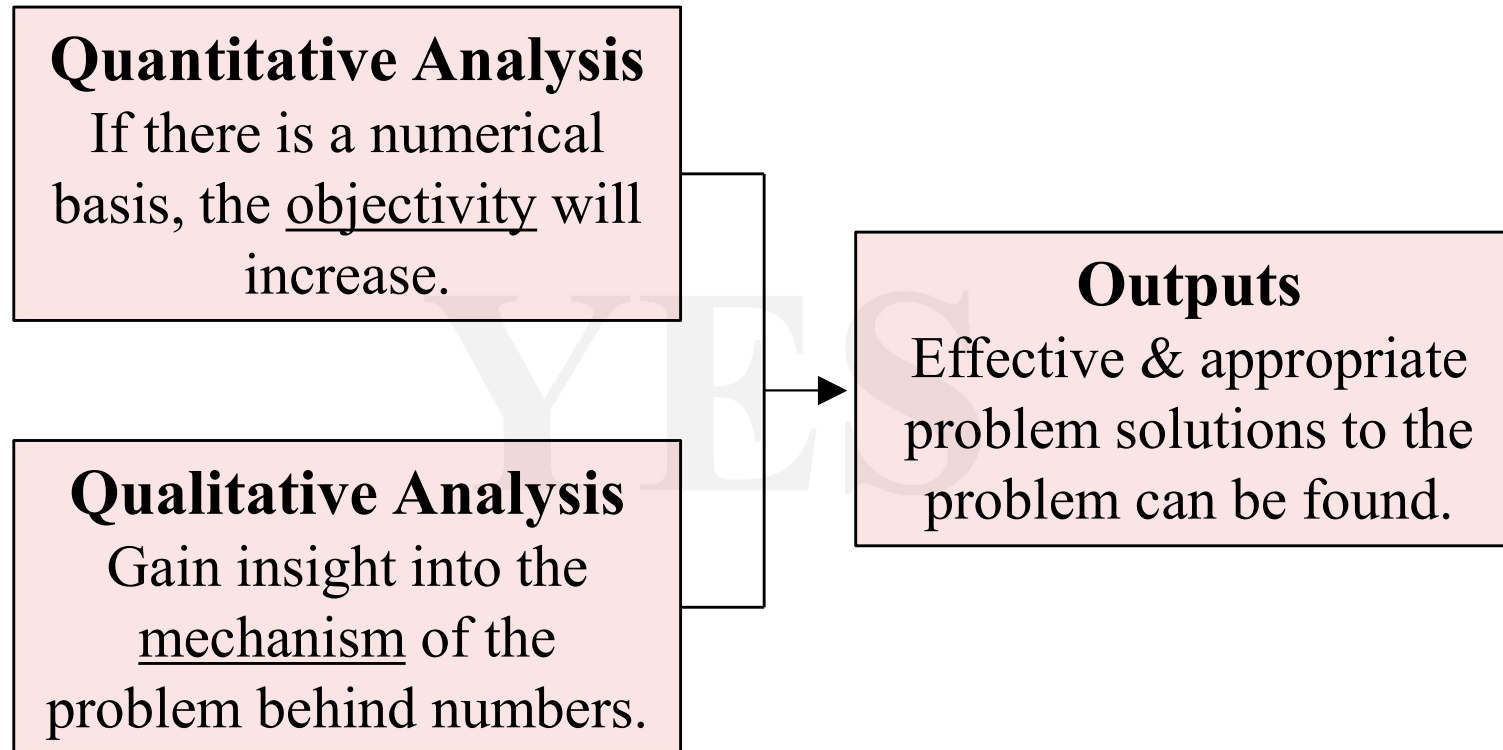 Quantitative Analysis
If there is a numerical
basis, the objectivity will
increase.
Qualitative Analysis
Gain insight into the
mechanism of the
problem behind numbers.
Outputs
Effective & appropriate
problem solutions to the
problem can be found.
YES